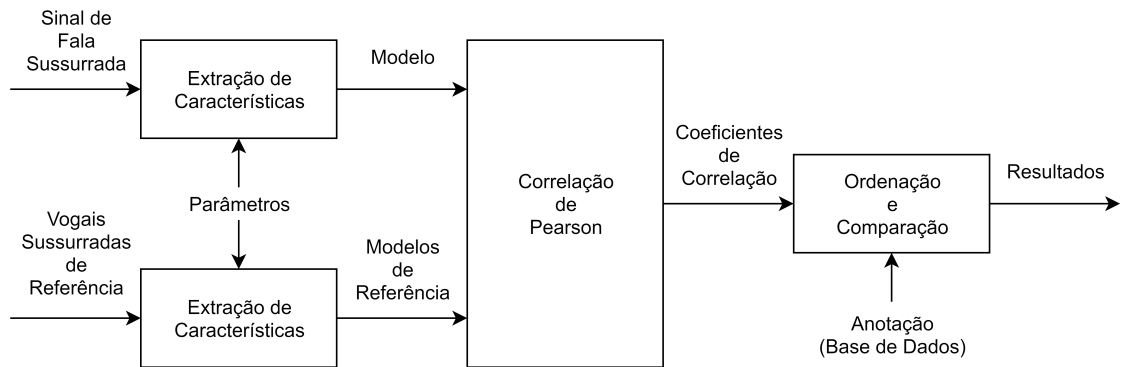 Sinal de
Fala
Sussurrada
Extração de
Características
Modelo
Parâmetros
Vogais
Sussurradas
de
Referência
Extração de
Características
Modelos
de
Referência
Correlação
de
Pearson
Coeficientes
de
Correlação
Ordenação
e
Comparação
Resultados
Anotação
(Base de Dados)